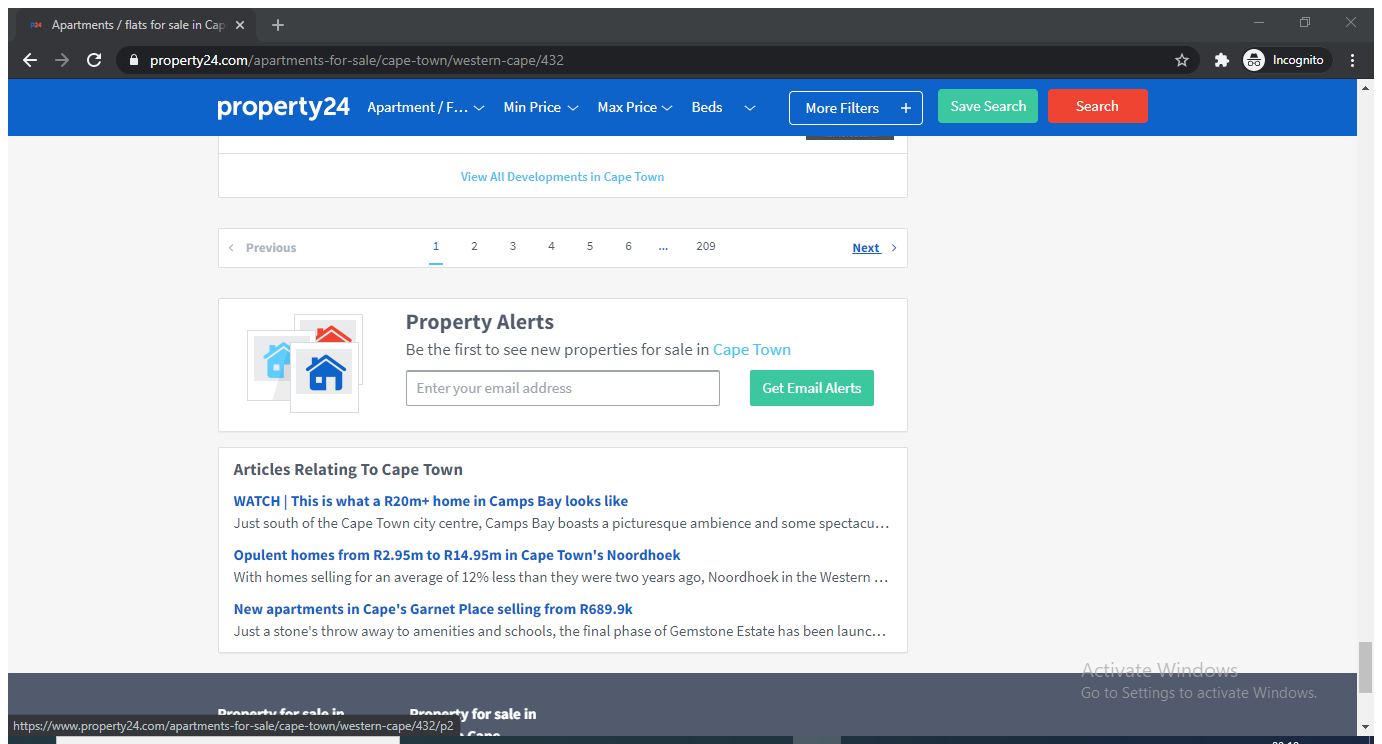 Apartments / flats for sale in Cap
property24.com/apartments-for-sale/cape-town/western-cape/432
Incognito
property24 Apartment / F... Min Price Max Price Beds More Filters + Save Search Search
View All Developments in Cape Town
Previous 1 2 3 4 5 6 ... 209 Next
Property Alerts
Be the first to see new properties for sale in Cape Town
Enter your email address Get Email Alerts
Articles Relating To Cape Town
WATCH | This is what a R20m+ home in Camps Bay looks like
Just south of the Cape Town city centre, Camps Bay boasts a picturesque ambience and some spectacu...
Opulent homes from R2.95m to R14.95m in Cape Town's Noordhoek
With homes selling for an average of 12% less than they were two years ago, Noordhoek in the Western ...
New apartments in Cape's Garnet Place selling from R689.9k
Just a stone's throw away to amenities and schools, the final phase of Gemstone Estate has been launc...
Activate Windows
Go to Settings to activate Windows.
Property for sale in Property for sale in
https://www.property24.com/apartments-for-sale/cape-town/western-cape/432/p2
Cape